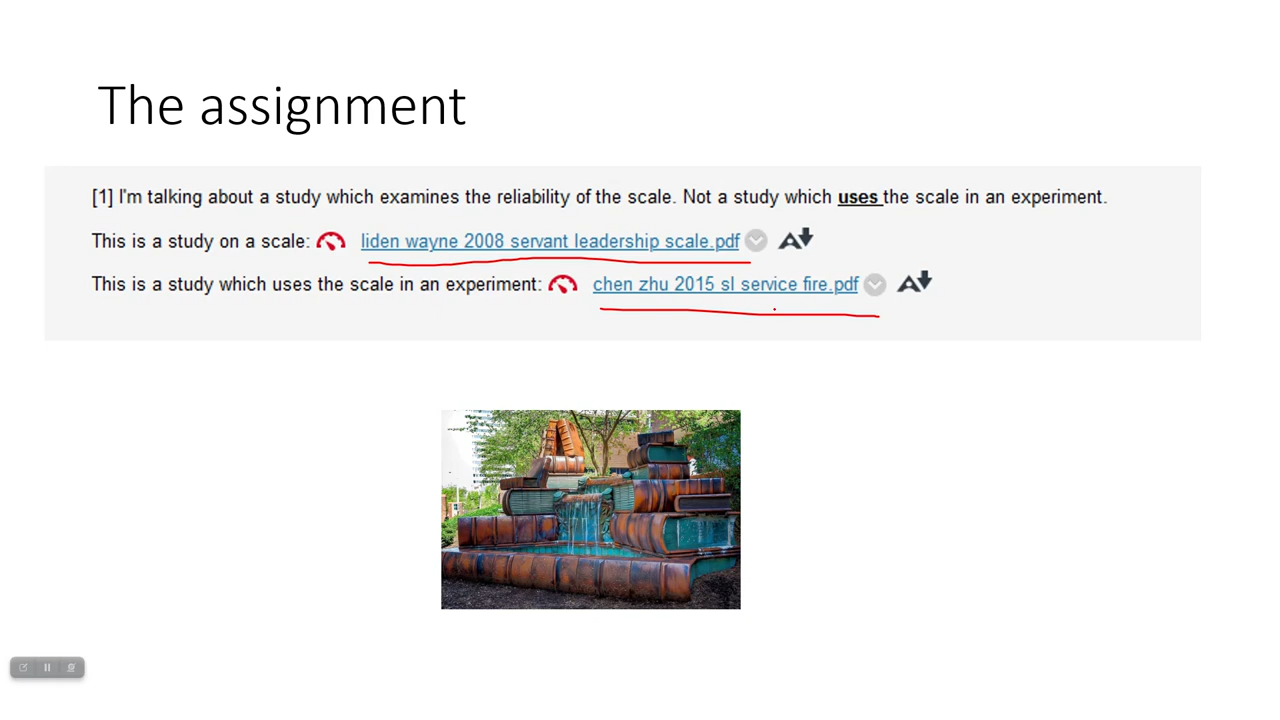 The assignment
[1] I'm talking about a study which examines the reliability of the scale. Not a study which uses the scale in an experiment.
This is a study on a scale: liden wayne 2008 servant leadership scale.pdf
This is a study which uses the scale in an experiment: chen zhu 2015 sl service fire.pdf